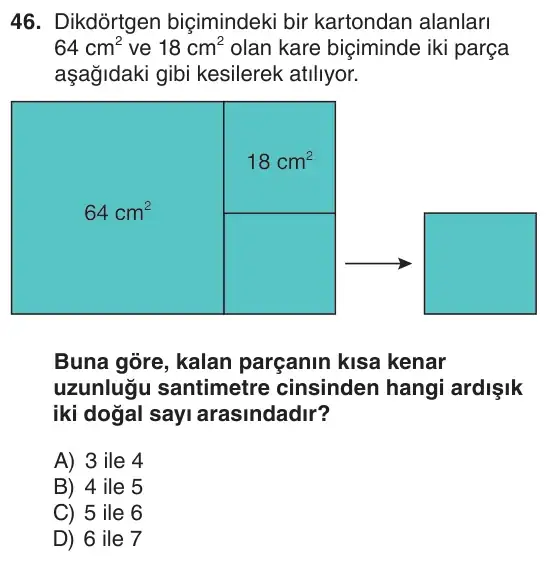 46. Dikdörtgen biçimindeki bir kartondan alanları
64 cm² ve 18 cm² olan kare biçiminde iki parça
aşağıdaki gibi kesilerek atılıyor.
18 cm²
64 cm²
Buna göre, kalan parçanın kısa kenar
uzunluğu santimetre cinsinden hangi ardışık
iki doğal sayı arasındadır?
A) 3 ile 4
B) 4 ile 5
C) 5 ile 6
D) 6 ile 7